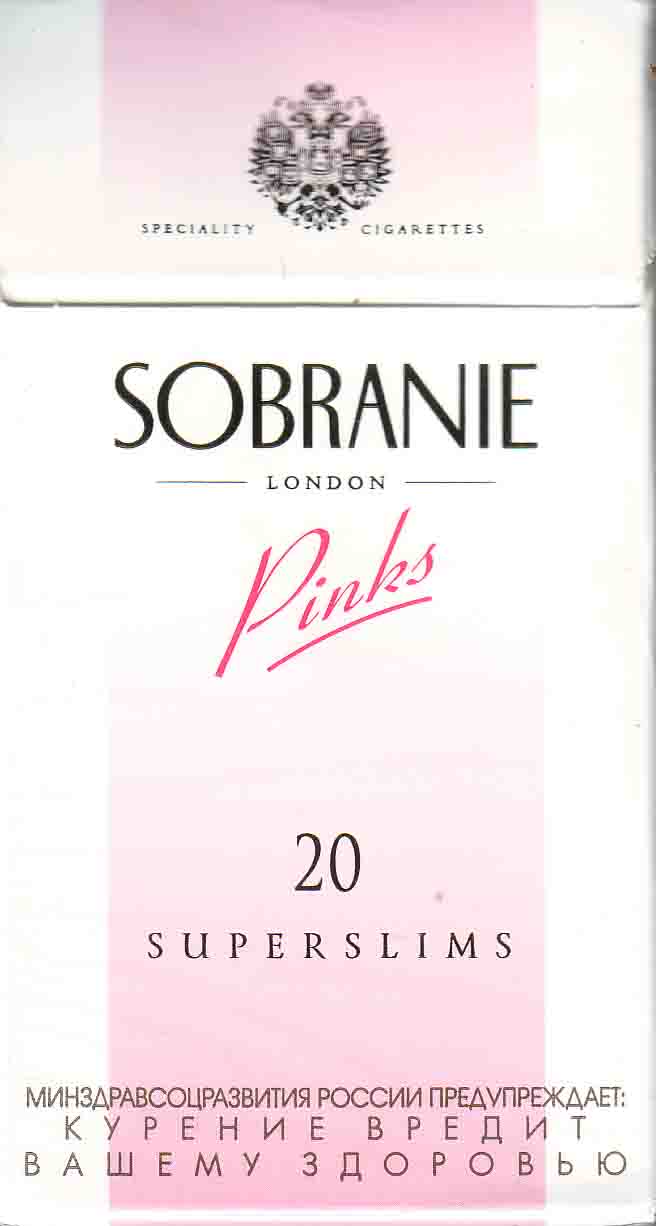 SPECIALITY CIGARETTES
SOBRANIE
LONDON
Pinks
20
SUPERSLIMS
МИНЗДРАВСОЦРАЗВИТИЯ РОССИИ ПРЕДУПРЕЖДАЕТ:
КУРЕНИЕ ВРЕДИТ
ВАШЕМУ ЗДОРОВЬЮ